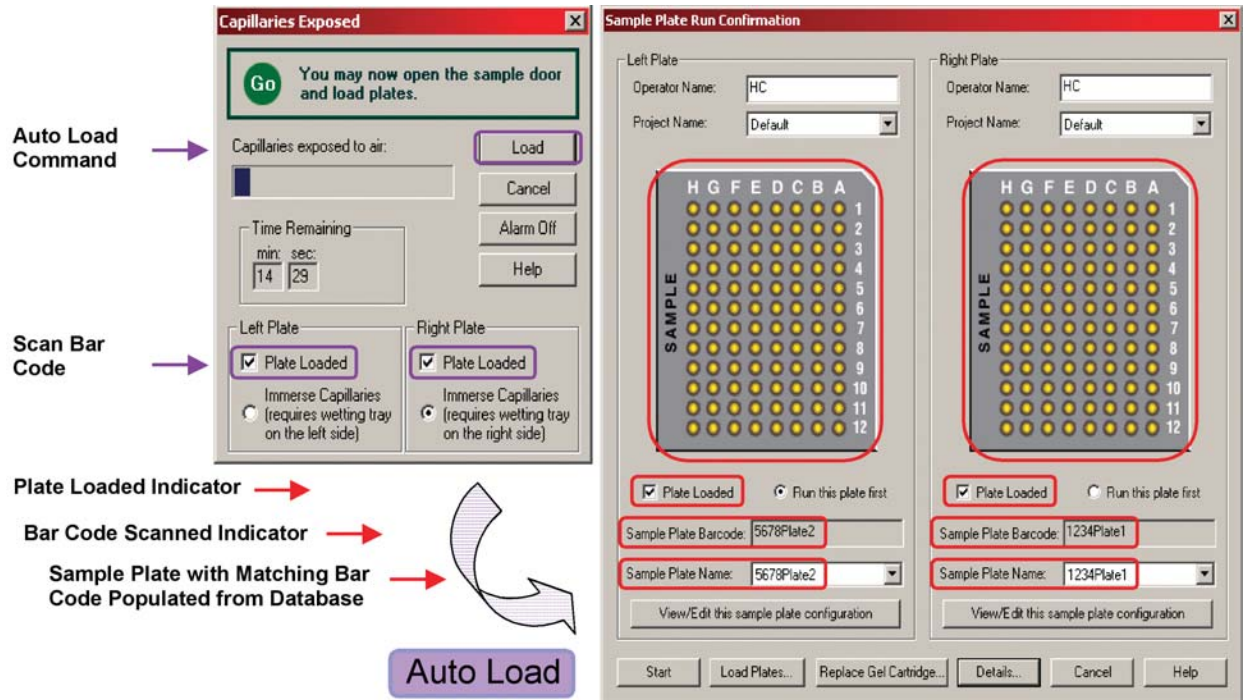 Capillaries Exposed
Go
You may now open the sample door
and load plates.
Auto Load
Command
Capillaries exposed to air:
Load
Cancel
Alarm Off
Help
Time Remaining
min: sec:
14 29
Scan Bar
Code
Left Plate
Plate Loaded
Immerse Capillaries
(requires wetting tray
on the left side)
Right Plate
Plate Loaded
Immerse Capillaries
(requires wetting tray
on the right side)
Plate Loaded Indicator
Bar Code Scanned Indicator
Sample Plate with Matching Bar
Code Populated from Database
Auto Load
Sample Plate Run Confirmation
Left Plate
Operator Name: HC
Project Name: Default
H G F E D C B A
1
2
3
4
5
6
7
8
9
10
11
12
SAMPLE
Plate Loaded Run this plate first
Sample Plate Barcode: 5678Plate2
Sample Plate Name: 5678Plate2
View/Edit this sample plate configuration
Right Plate
Operator Name: HC
Project Name: Default
H G F E D C B A
1
2
3
4
5
6
7
8
9
10
11
12
SAMPLE
Plate Loaded Run this plate first
Sample Plate Barcode: 1234Plate1
Sample Plate Name: 1234Plate1
View/Edit this sample plate configuration
Start Load Plates... Replace Gel Cartridge... Details... Cancel Help